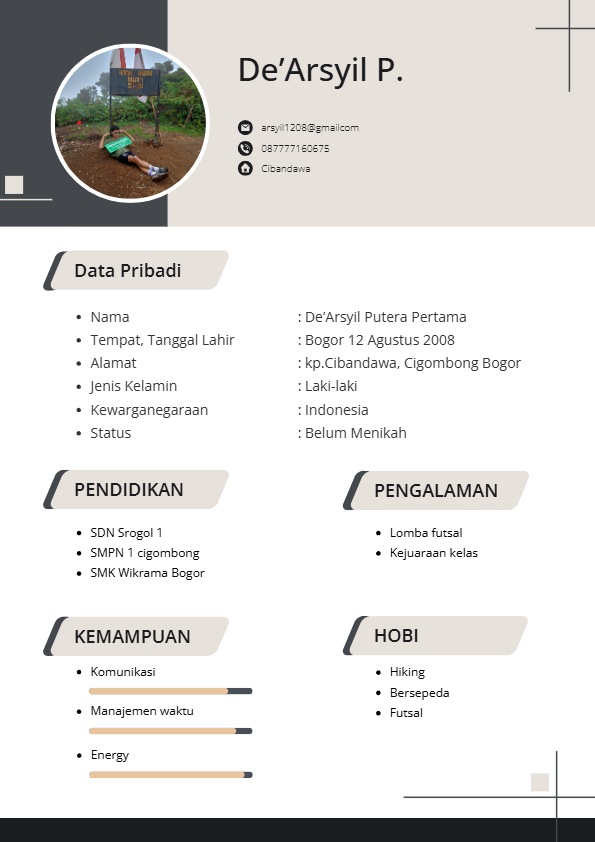 De'Arsyil P.
arsyil1208@gmailcom
087777160675
Cibandawa
Data Pribadi
• Nama : De'Arsyil Putera Pertama
• Tempat, Tanggal Lahir : Bogor 12 Agustus 2008
• Alamat : kp.Cibandawa, Cigombong Bogor
• Jenis Kelamin : Laki-laki
• Kewarganegaraan : Indonesia
• Status : Belum Menikah
PENDIDIKAN
• SDN Srogol 1
• SMPN 1 cigombong
• SMK Wikrama Bogor
PENGALAMAN
• Lomba futsal
• Kejuaraan kelas
KEMAMPUAN
• Komunikasi
• Manajemen waktu
• Energy
HOBI
• Hiking
• Bersepeda
• Futsal